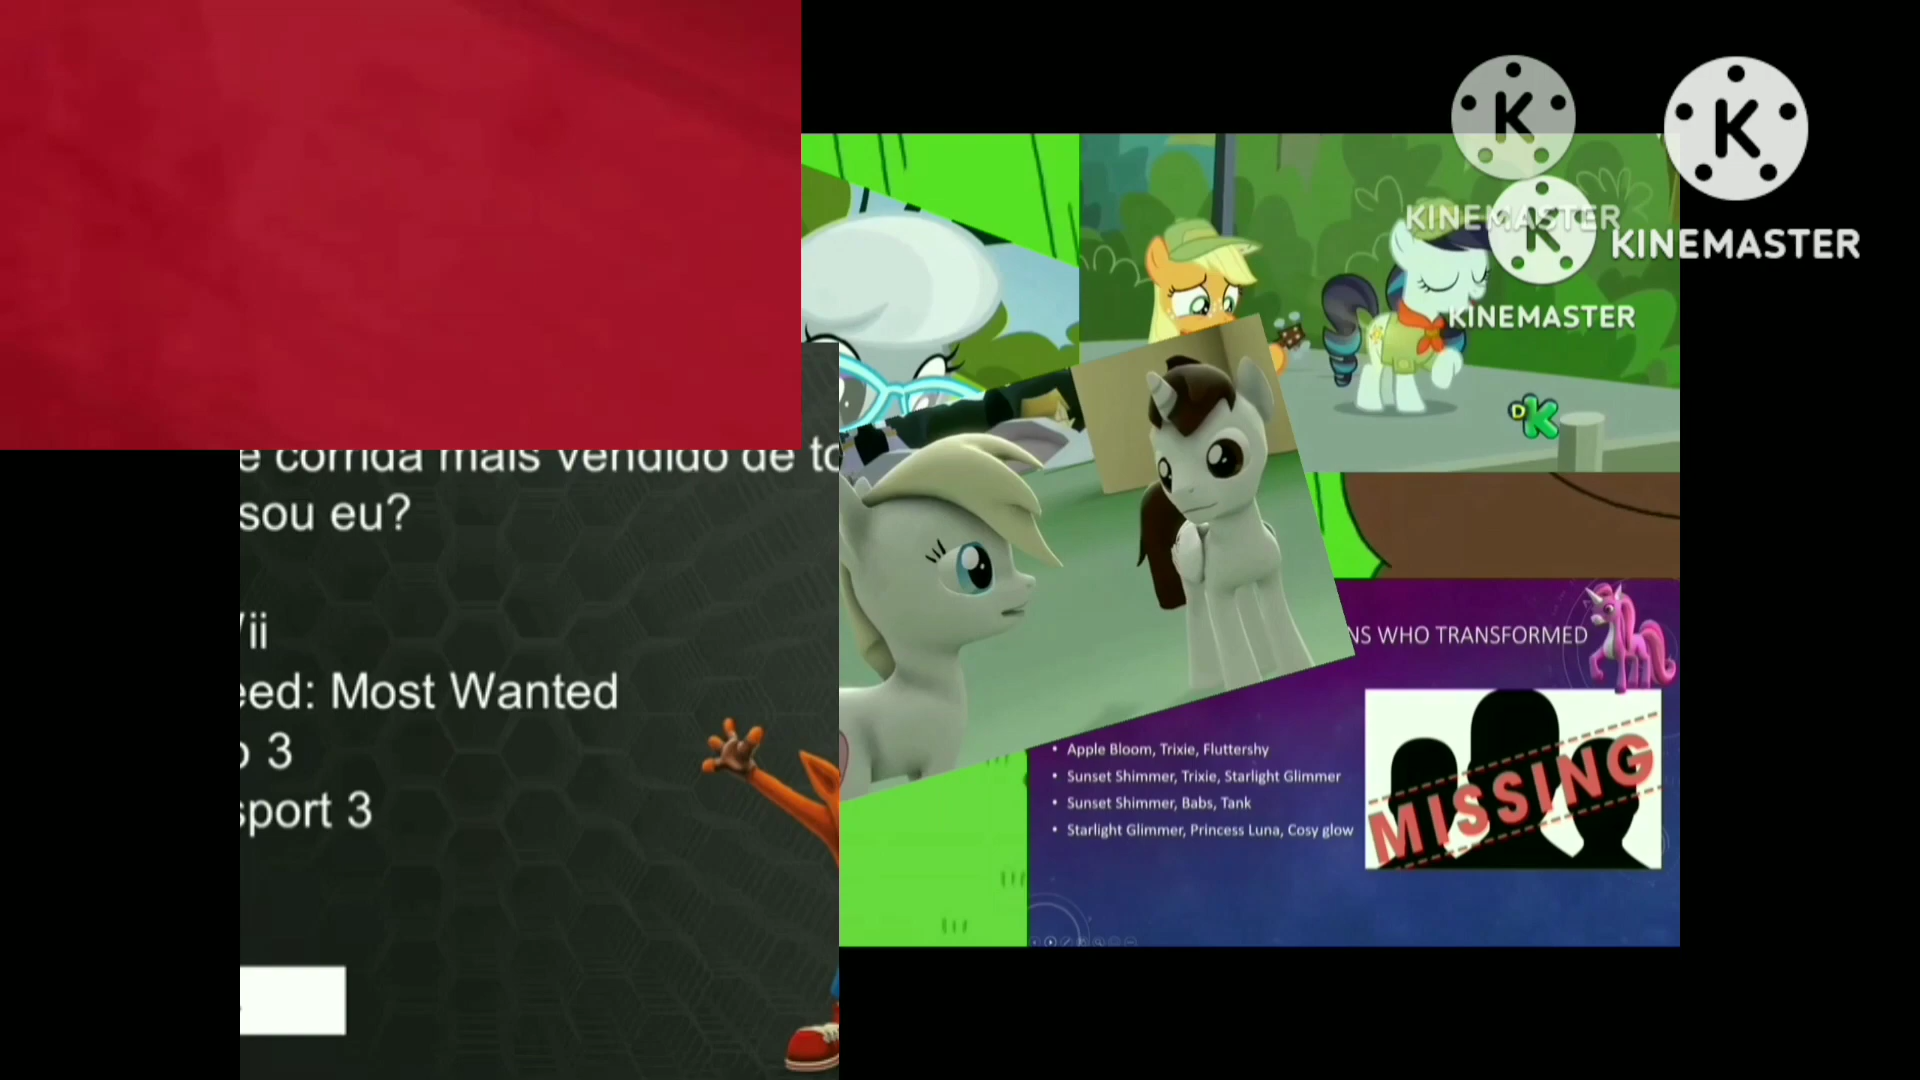 KINEMASTER
KINEMASTER
KINEMASTER
e corrida mais vendido de to
sou eu?
ii
eed: Most Wanted
3
sport 3
NS WHO TRANSFORMED
• Apple Bloom, Trixie, Fluttershy
• Sunset Shimmer, Trixie, Starlight Glimmer
• Sunset Shimmer, Babs, Tank
• Starlight Glimmer, Princess Luna, Cosy glow
MISSING
K
K
K
DK